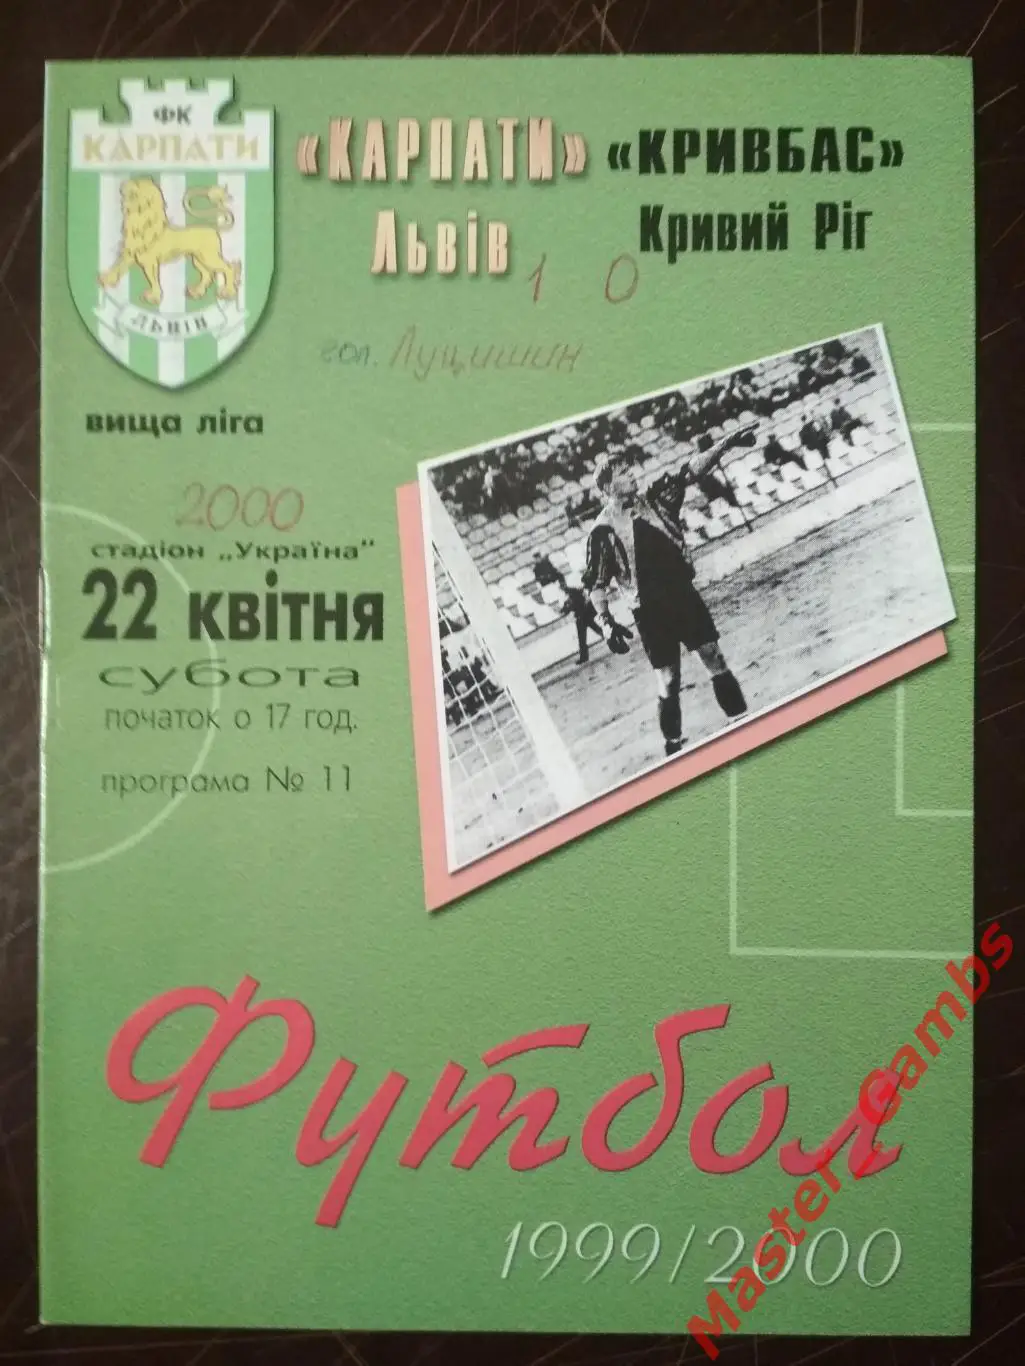 ФК
КАРПАТИ
ЛЬВІВ
«КАРПАТИ» «КРИВБАС»
Львів Кривий Ріг
1 0
гол. Луцишин
вища ліга
2000
стадіон „Україна"
22 квітня
субота
початок о 17 год.
програма № 11
Футбол
1999/2000
Master_Gambs